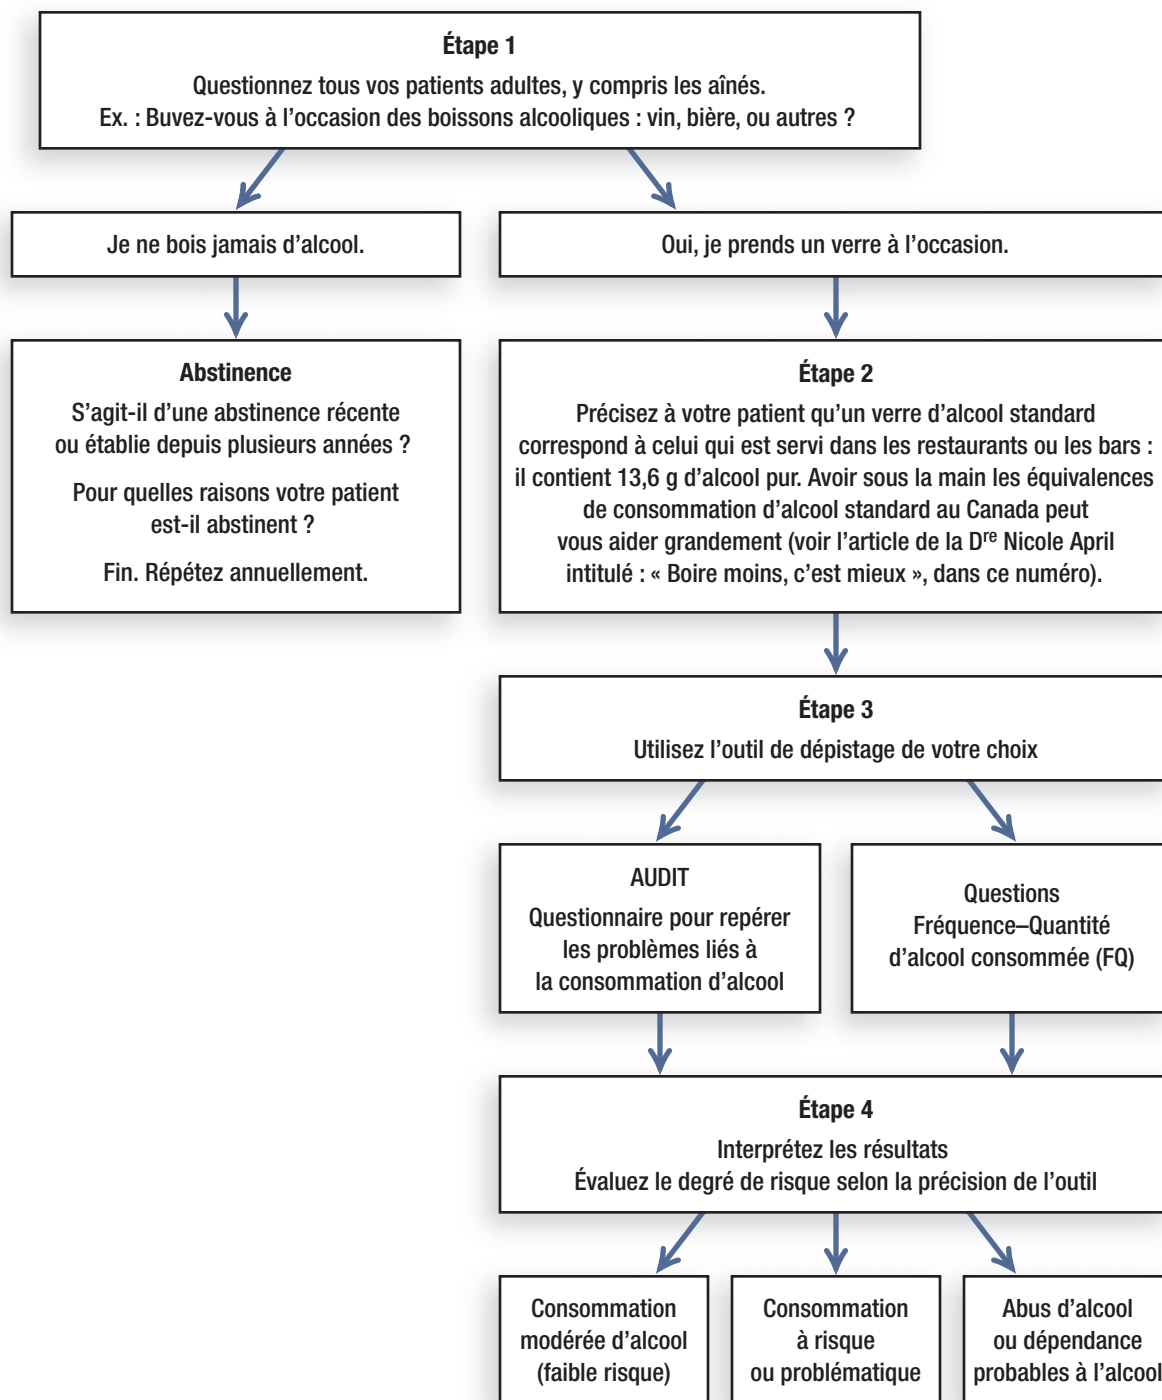 Étape 1
Questionnez tous vos patients adultes, y compris les aînés.
Ex. : Buvez-vous à l’occasion des boissons alcooliques : vin, bière, ou autres ?
Je ne bois jamais d’alcool.
Oui, je prends un verre à l’occasion.
Abstinence
S’agit-il d’une abstinence récente
ou établie depuis plusieurs années ?
Pour quelles raisons votre patient
est-il abstinent ?
Fin. Répétez annuellement.
Étape 2
Précisez à votre patient qu’un verre d’alcool standard
correspond à celui qui est servi dans les restaurants ou les bars :
il contient 13,6 g d’alcool pur. Avoir sous la main les équivalences
de consommation d’alcool standard au Canada peut
vous aider grandement (voir l’article de la Dre Nicole April
intitulé : « Boire moins, c’est mieux », dans ce numéro).
Étape 3
Utilisez l’outil de dépistage de votre choix
AUDIT
Questionnaire pour repérer
les problèmes liés à
la consommation d’alcool
Questions
Fréquence–Quantité
d’alcool consommée (FQ)
Étape 4
Interprétez les résultats
Évaluez le degré de risque selon la précision de l’outil
Consommation
modérée d’alcool
(faible risque)
Consommation
à risque
ou problématique
Abus d’alcool
ou dépendance
probables à l’alcool